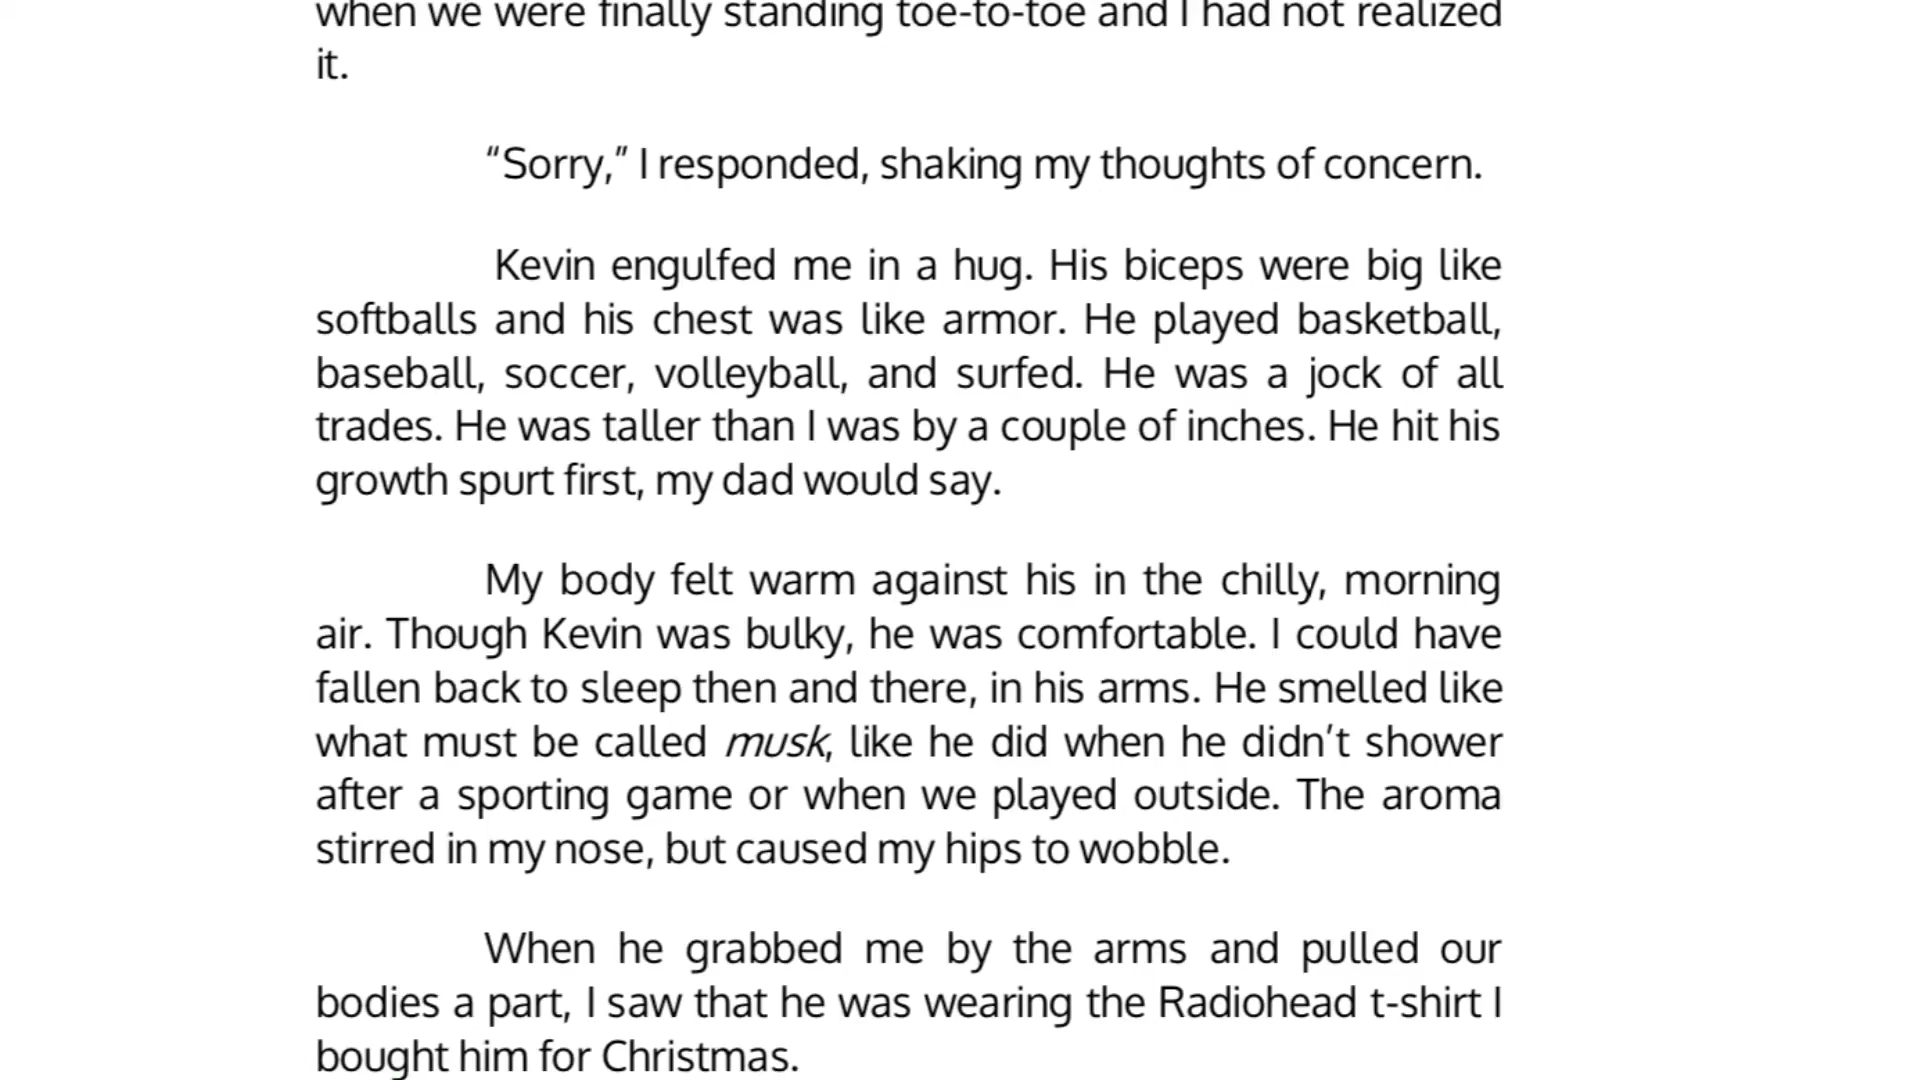 when we were finally standing toe-to-toe and I had not realized
it.
“Sorry,” I responded, shaking my thoughts of concern.
Kevin engulfed me in a hug. His biceps were big like
softballs and his chest was like armor. He played basketball,
baseball, soccer, volleyball, and surfed. He was a jock of all
trades. He was taller than I was by a couple of inches. He hit his
growth spurt first, my dad would say.
My body felt warm against his in the chilly, morning
air. Though Kevin was bulky, he was comfortable. I could have
fallen back to sleep then and there, in his arms. He smelled like
what must be called musk, like he did when he didn’t shower
after a sporting game or when we played outside. The aroma
stirred in my nose, but caused my hips to wobble.
When he grabbed me by the arms and pulled our
bodies a part, I saw that he was wearing the Radiohead t-shirt I
bought him for Christmas.